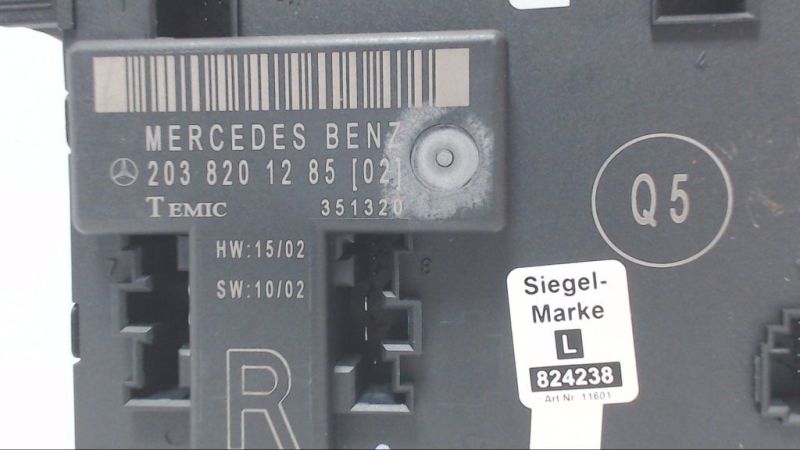 MERCEDES BENZ
203 820 12 85 [02]
TEMIC 351320
HW:15/02
SW:10/02
R
7
8
4
Q5
Siegel-
Marke
L
824238
Art Nr. 11601